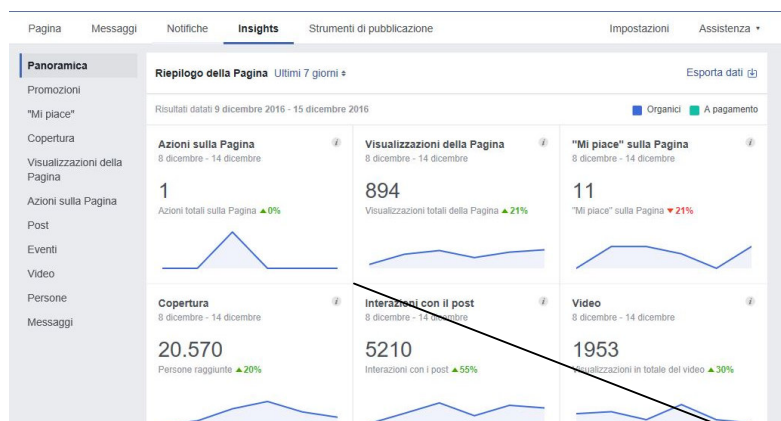 Pagina Messaggi Notifiche Insights Strumenti di pubblicazione Impostazioni Assistenza
Panoramica
Promozioni
"Mi piace"
Copertura
Visualizzazioni della
Pagina
Azioni sulla Pagina
Post
Eventi
Video
Persone
Messaggi
Riepilogo della Pagina Ultimi 7 giorni Esporta dati
Risultati datati 9 dicembre 2016 - 15 dicembre 2016 Organici A pagamento
Azioni sulla Pagina
8 dicembre - 14 dicembre
1
Azioni totali sulla Pagina ▲0%
Visualizzazioni della Pagina
8 dicembre - 14 dicembre
894
Visualizzazioni totali della Pagina ▲21%
"Mi piace" sulla Pagina
8 dicembre - 14 dicembre
11
"Mi piace" sulla Pagina ▼21%
Copertura
8 dicembre - 14 dicembre
20.570
Persone raggiunte ▲20%
Interazioni con il post
8 dicembre - 14 dicembre
5210
Interazioni con i post ▲55%
Video
8 dicembre - 14 dicembre
1953
Visualizzazioni in totale del video ▲30%